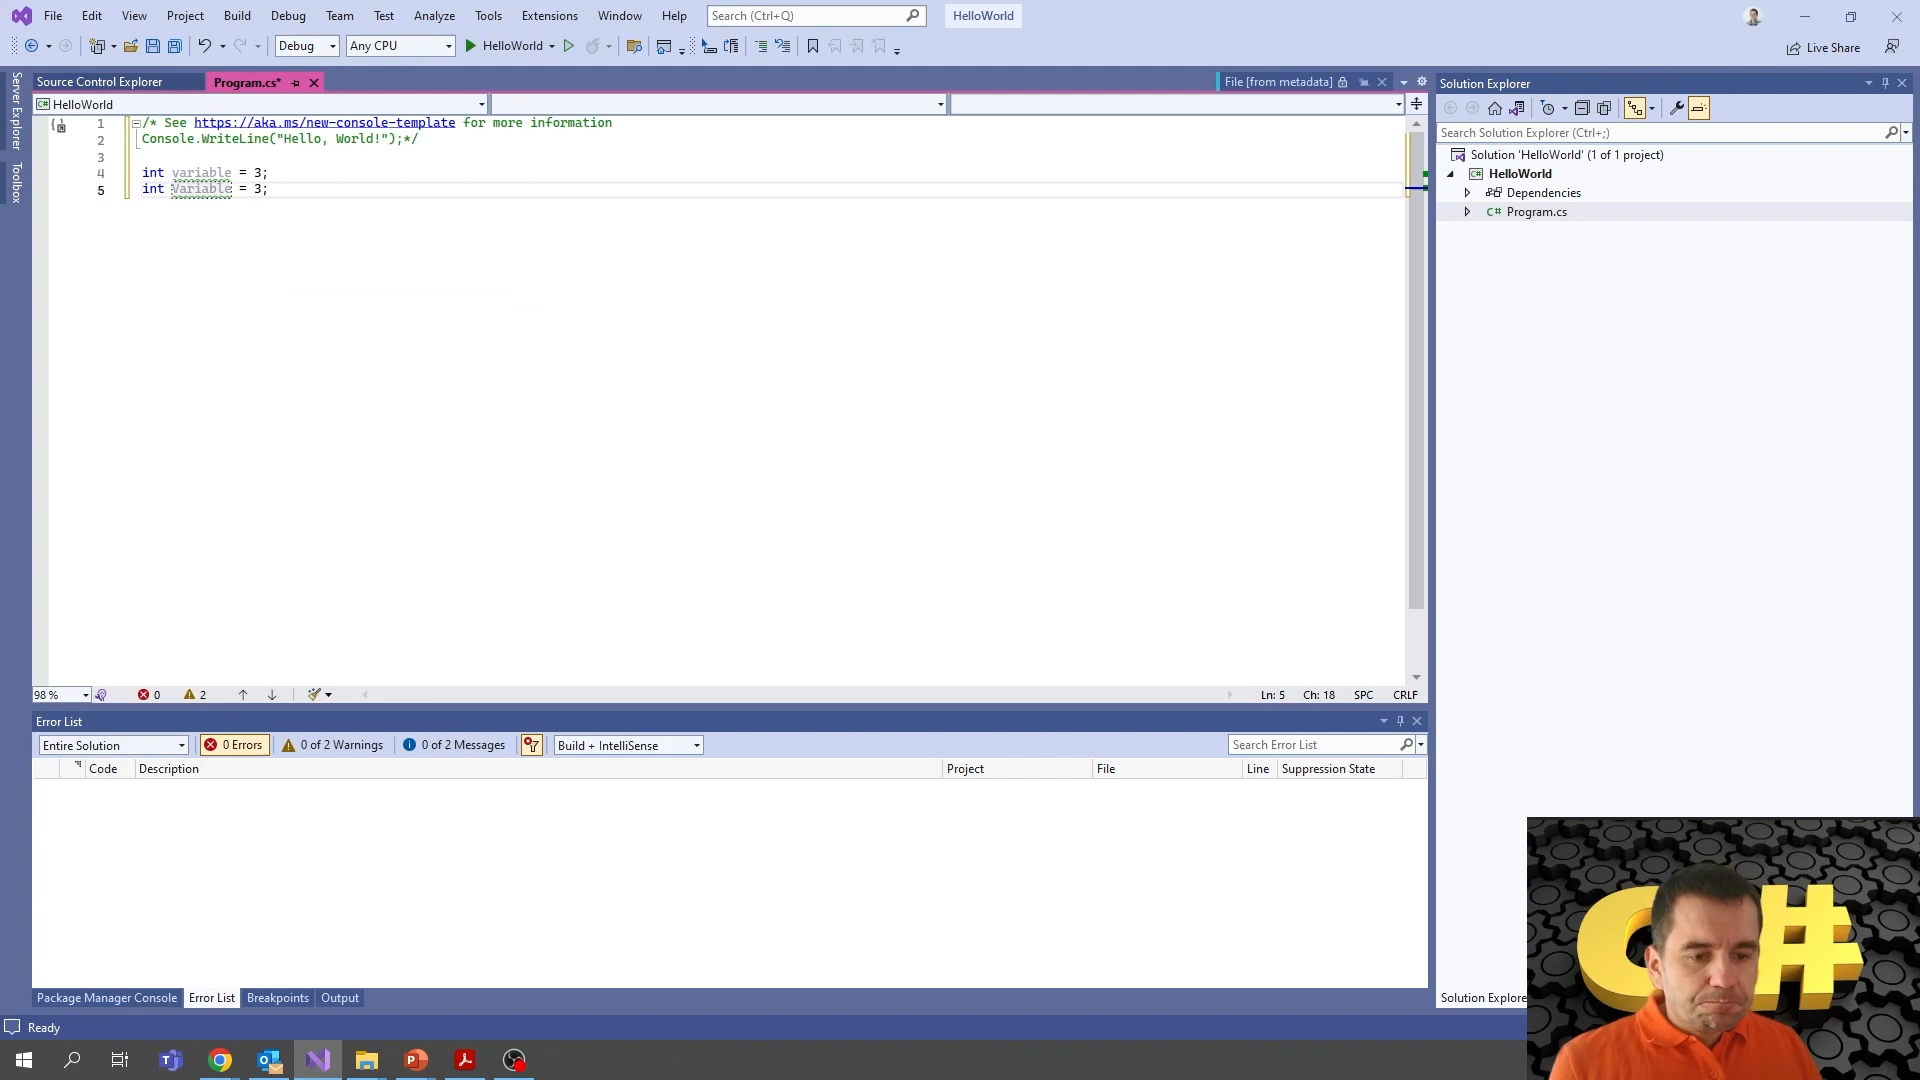 File Edit View Project Build Debug Team Test Analyze Tools Extensions Window Help Search (Ctrl+Q) HelloWorld
Debug Any CPU HelloWorld Live Share
Server Explorer
Toolbox
Source Control Explorer Program.cs* File [from metadata]
HelloWorld
1 /* See https://aka.ms/new-console-template for more information
2 Console.WriteLine("Hello, World!");*/
3
4 int variable = 3;
5 int Variable = 3;
98 % 0 2 Ln: 5 Ch: 18 SPC CRLF
Error List
Entire Solution 0 Errors 0 of 2 Warnings 0 of 2 Messages Build + IntelliSense Search Error List
Code Description Project File Line Suppression State
Package Manager Console Error List Breakpoints Output
Solution Explorer
Search Solution Explorer (Ctrl+;)
Solution 'HelloWorld' (1 of 1 project)
C# HelloWorld
Dependencies
C# Program.cs
Solution Explore
C#
Ready